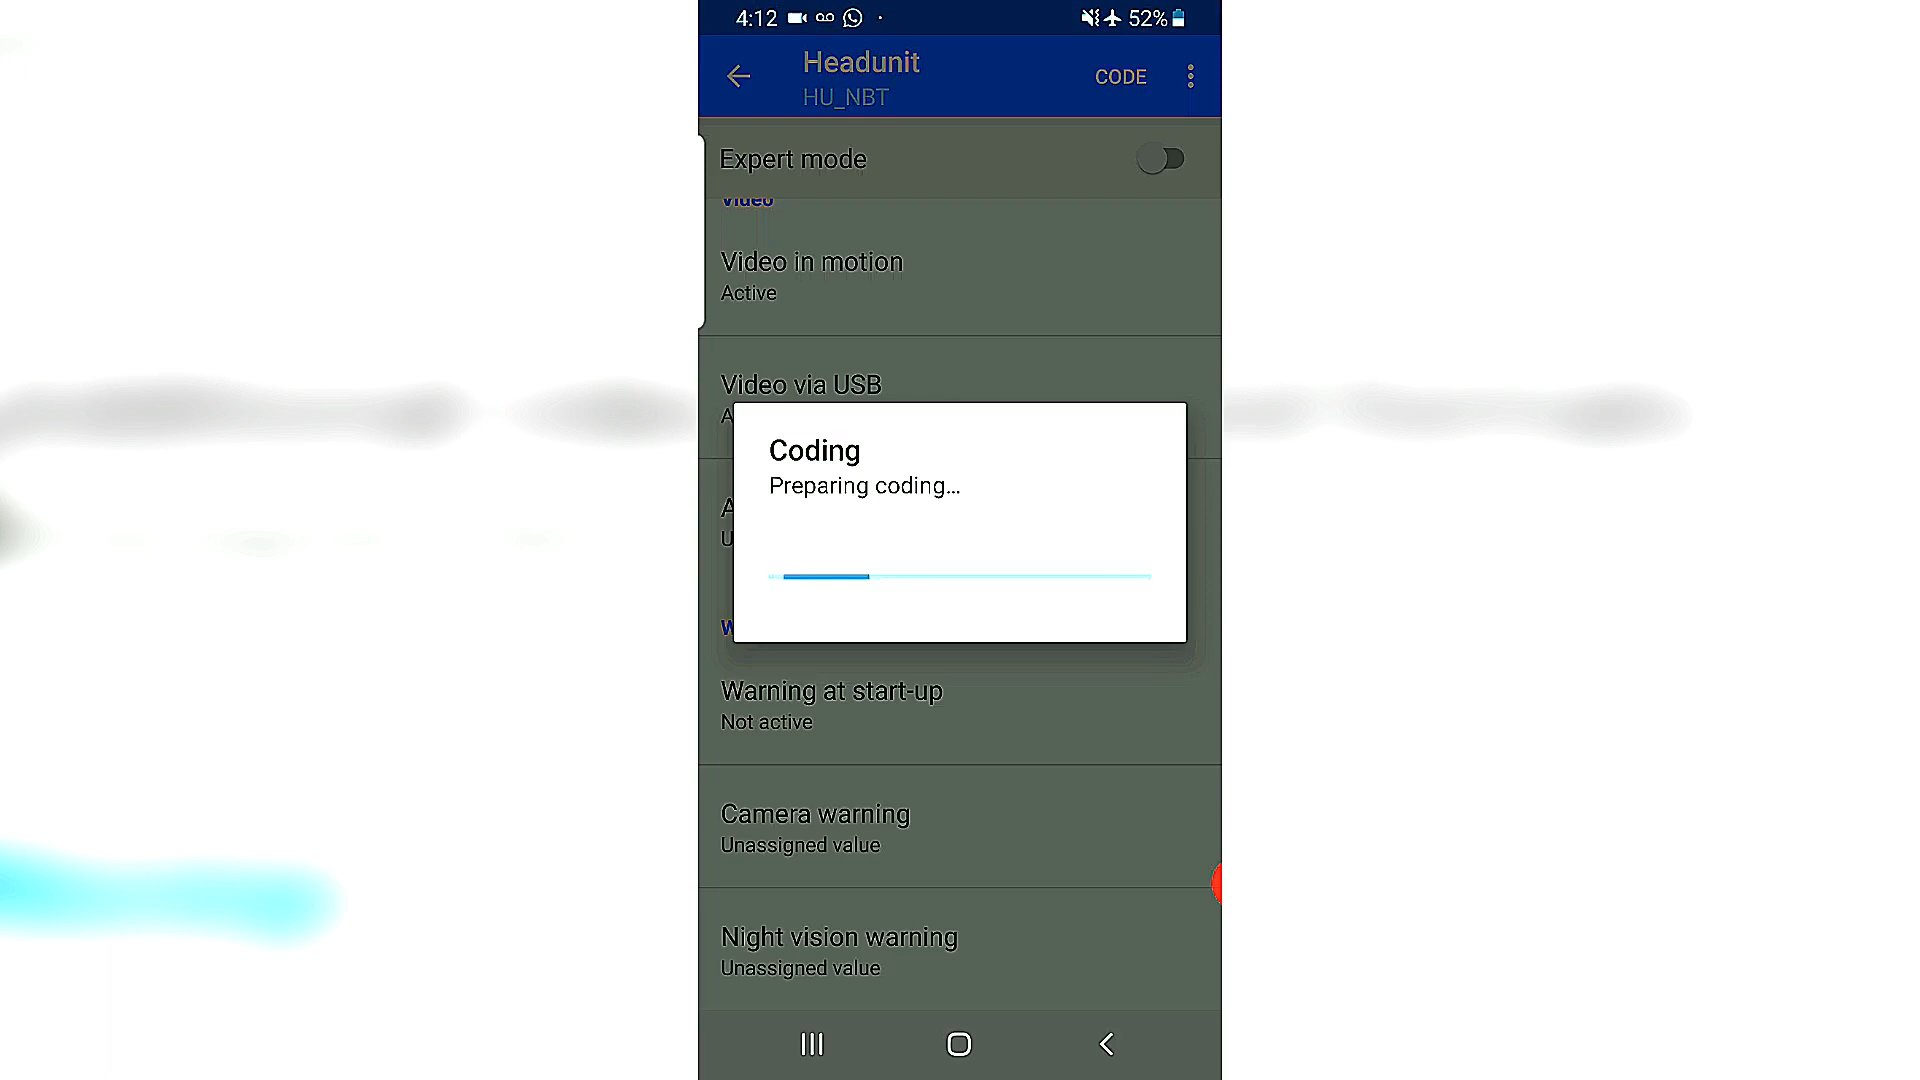 4:12
52%
Headunit
HU_NBT
CODE
Expert mode
Video
Video in motion
Active
Video via USB
A
Coding
Preparing coding...
A
U
W
Warning at start-up
Not active
Camera warning
Unassigned value
Night vision warning
Unassigned value